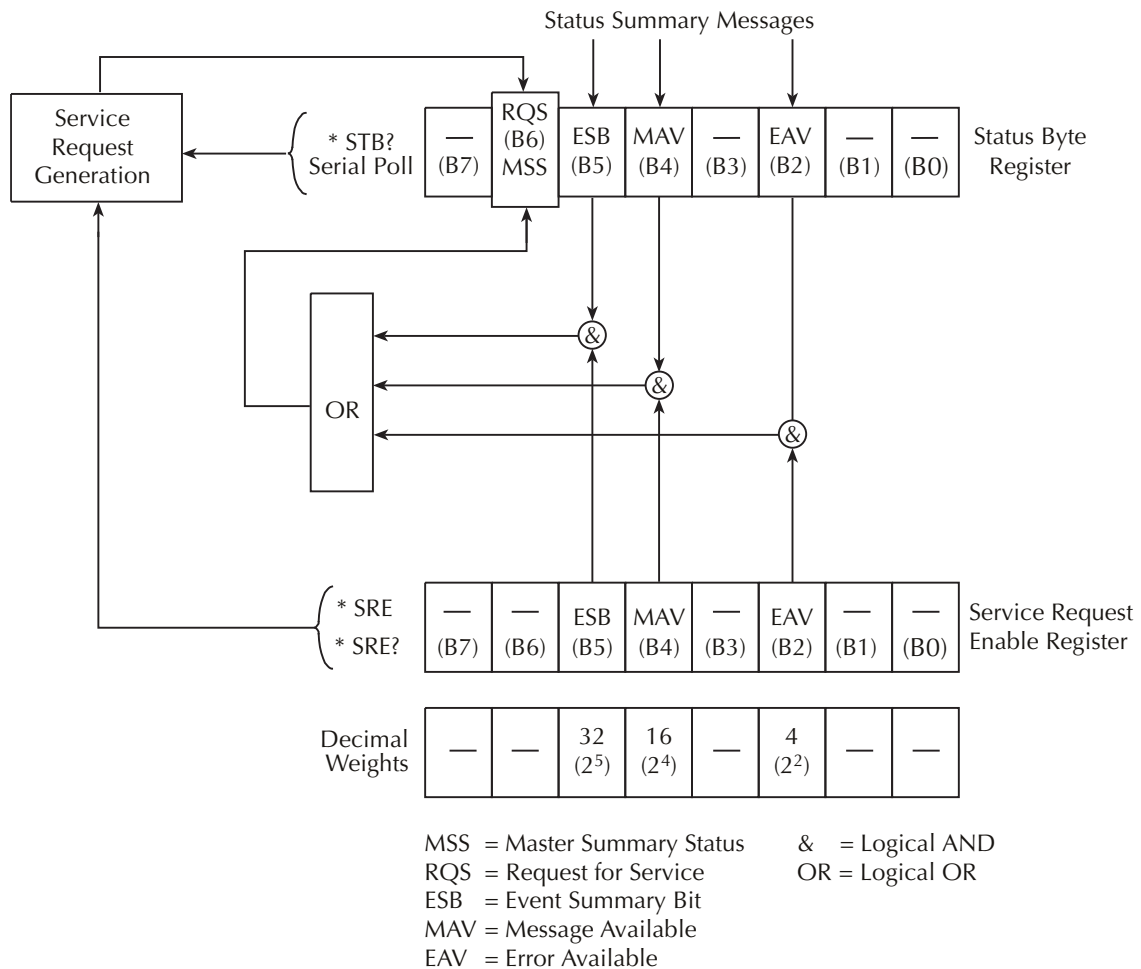 Status Summary Messages
Service
Request
Generation
* STB?
Serial Poll
—
(B7)
RQS
(B6)
MSS
ESB
(B5)
MAV
(B4)
—
(B3)
EAV
(B2)
—
(B1)
—
(B0)
Status Byte
Register
&
&
&
OR
* SRE
* SRE?
—
(B7)
—
(B6)
ESB
(B5)
MAV
(B4)
—
(B3)
EAV
(B2)
—
(B1)
—
(B0)
Service Request
Enable Register
Decimal
Weights
—
—
32
(2⁵)
16
(2⁴)
—
4
(2²)
—
—
MSS = Master Summary Status
RQS = Request for Service
ESB = Event Summary Bit
MAV = Message Available
EAV = Error Available
& = Logical AND
OR = Logical OR